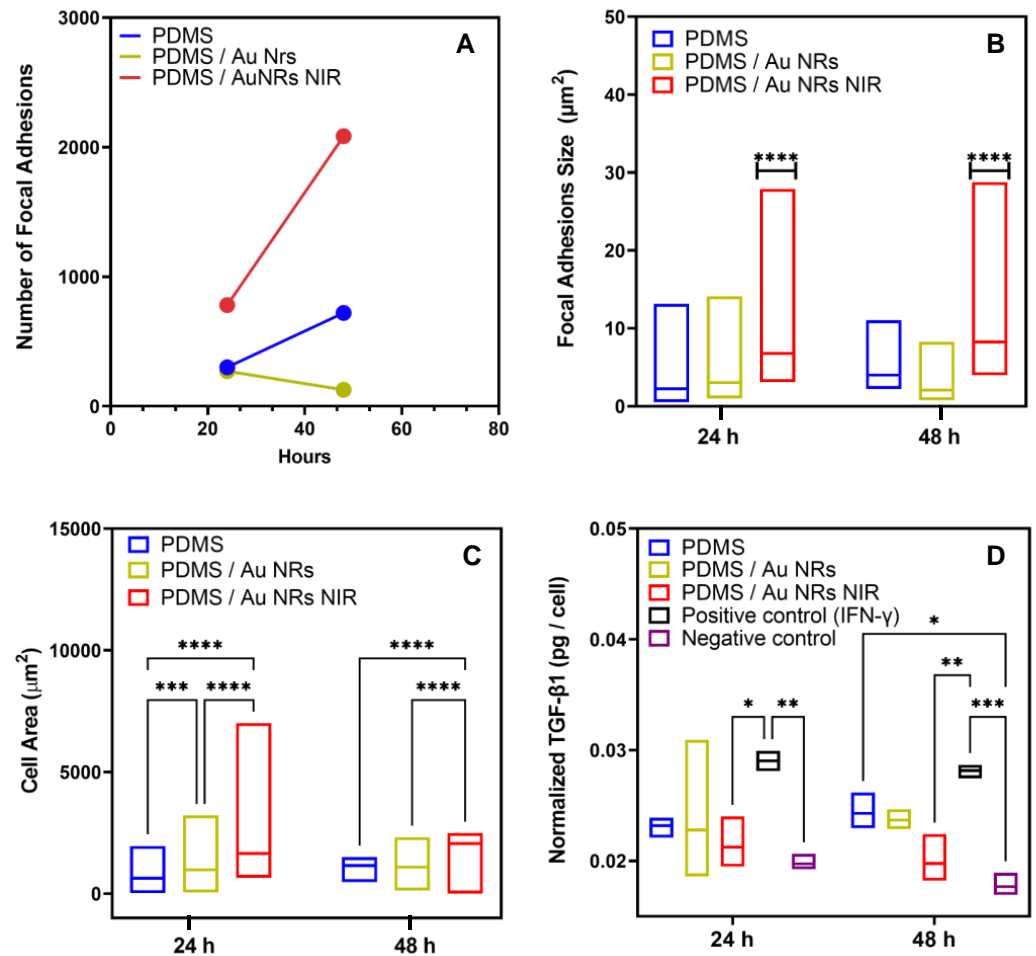 3000
2000
1000
0
0
20
40
60
80
Number of Focal Adhesions
Hours
PDMS
PDMS / Au Nrs
PDMS / AuNRs NIR
A
50
40
30
20
10
0
Focal Adhesions Size (μm²)
PDMS
PDMS / Au NRs
PDMS / Au NRs NIR
B
****
****
24 h
48 h
15000
10000
5000
0
Cell Area (μm²)
PDMS
PDMS / Au NRs
PDMS / Au NRs NIR
C
****
***
****
****
****
24 h
48 h
0.05
0.04
0.03
0.02
Normalized TGF-β1 (pg / cell)
PDMS
PDMS / Au NRs
PDMS / Au NRs NIR
Positive control (IFN-γ)
Negative control
D
*
**
*
**
***
24 h
48 h